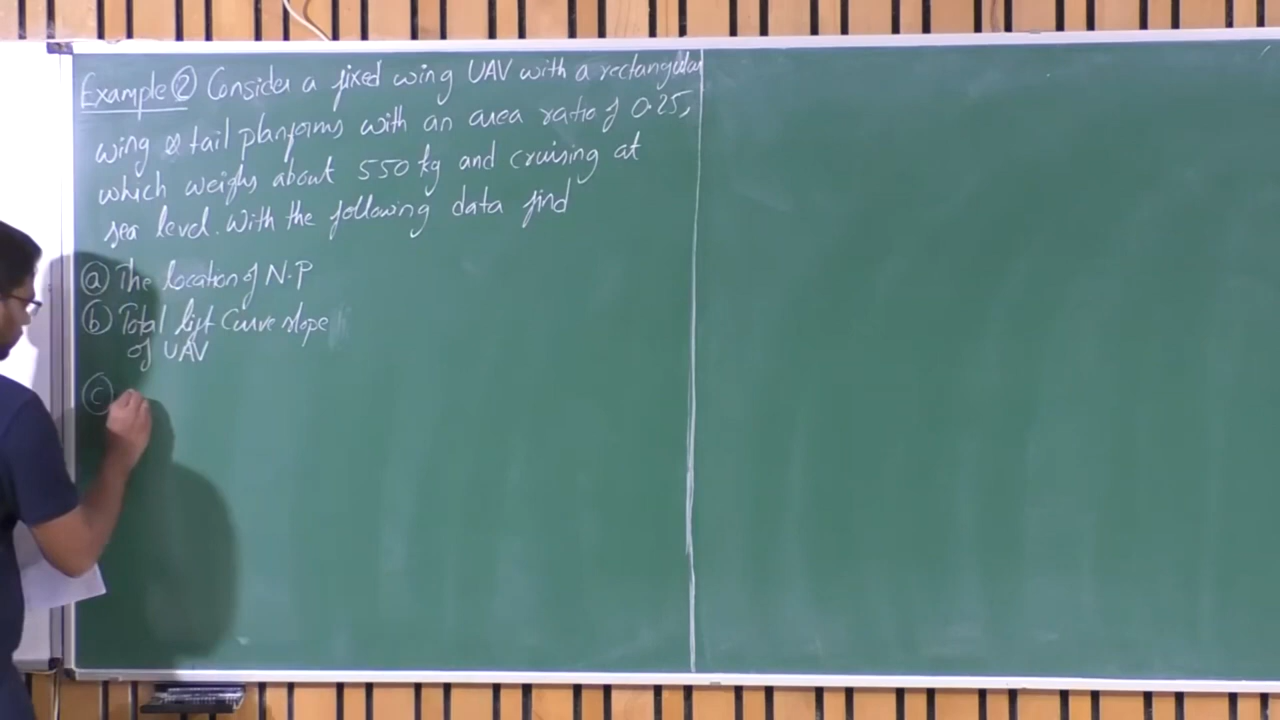 Example ② Consider a fixed wing UAV with a rectangular
wing & tail planforms with an area ratio of 0.25,
which weighs about 550 kg and cruising at
sea level. With the following data find
ⓐ The location of N.P
ⓑ Total lift Curve slope
of UAV
ⓒ